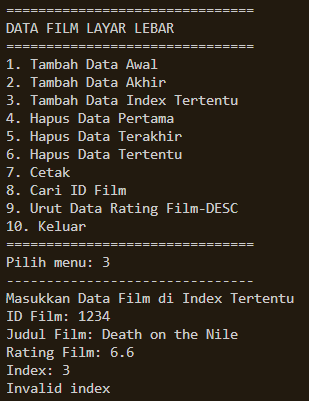 ===============================
DATA FILM LAYAR LEBAR
===============================
1. Tambah Data Awal
2. Tambah Data Akhir
3. Tambah Data Index Tertentu
4. Hapus Data Pertama
5. Hapus Data Terakhir
6. Hapus Data Tertentu
7. Cetak
8. Cari ID Film
9. Urut Data Rating Film-DESC
10. Keluar
===============================
Pilih menu: 3
-------------------------------
Masukkan Data Film di Index Tertentu
ID Film: 1234
Judul Film: Death on the Nile
Rating Film: 6.6
Index: 3
Invalid index